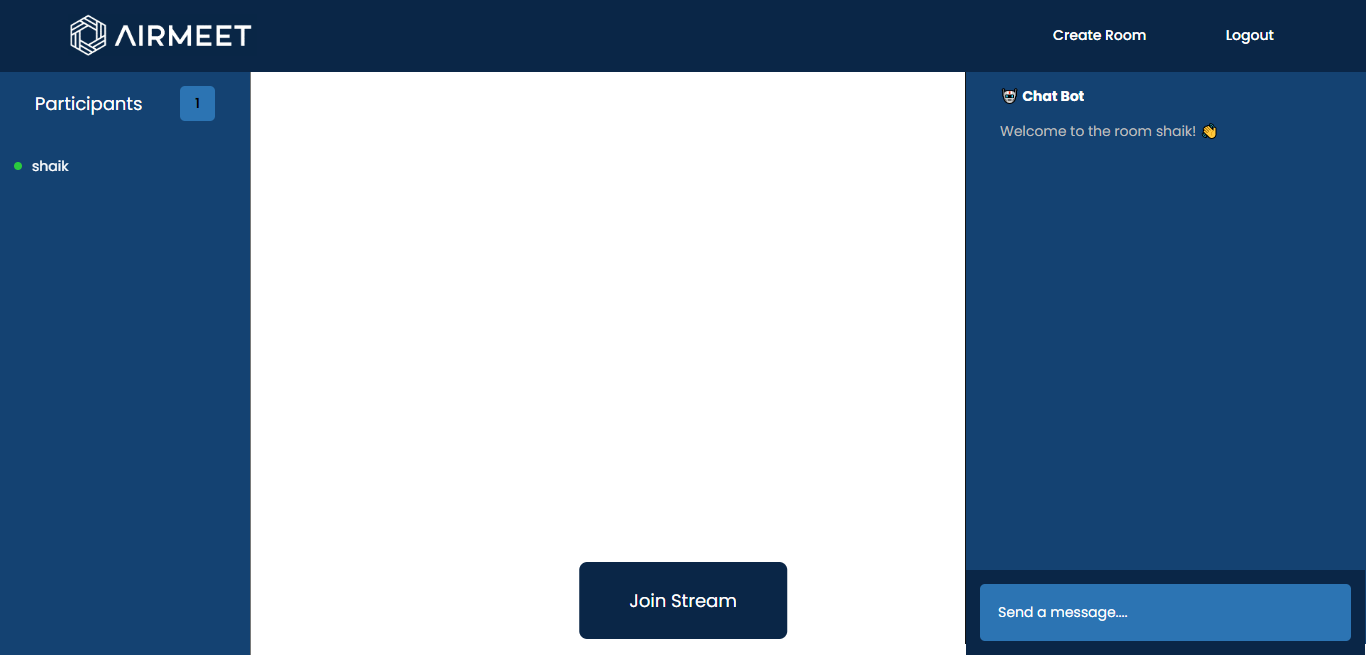 AIRMEET
Create Room
Logout
Participants
1
shaik
Chat Bot
Welcome to the room shaik! 👋
Join Stream
Send a message....